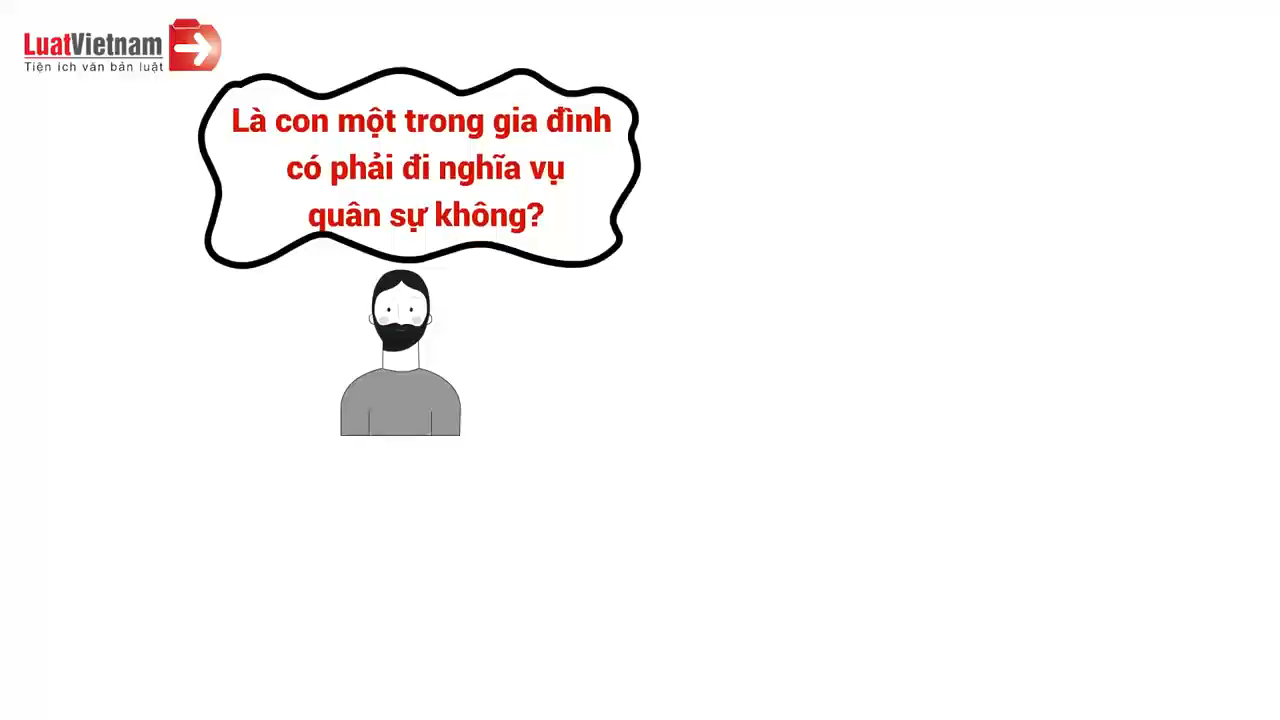 LuatVietnam
Tiện ích văn bản luật
Là con một trong gia đình
có phải đi nghĩa vụ
quân sự không?